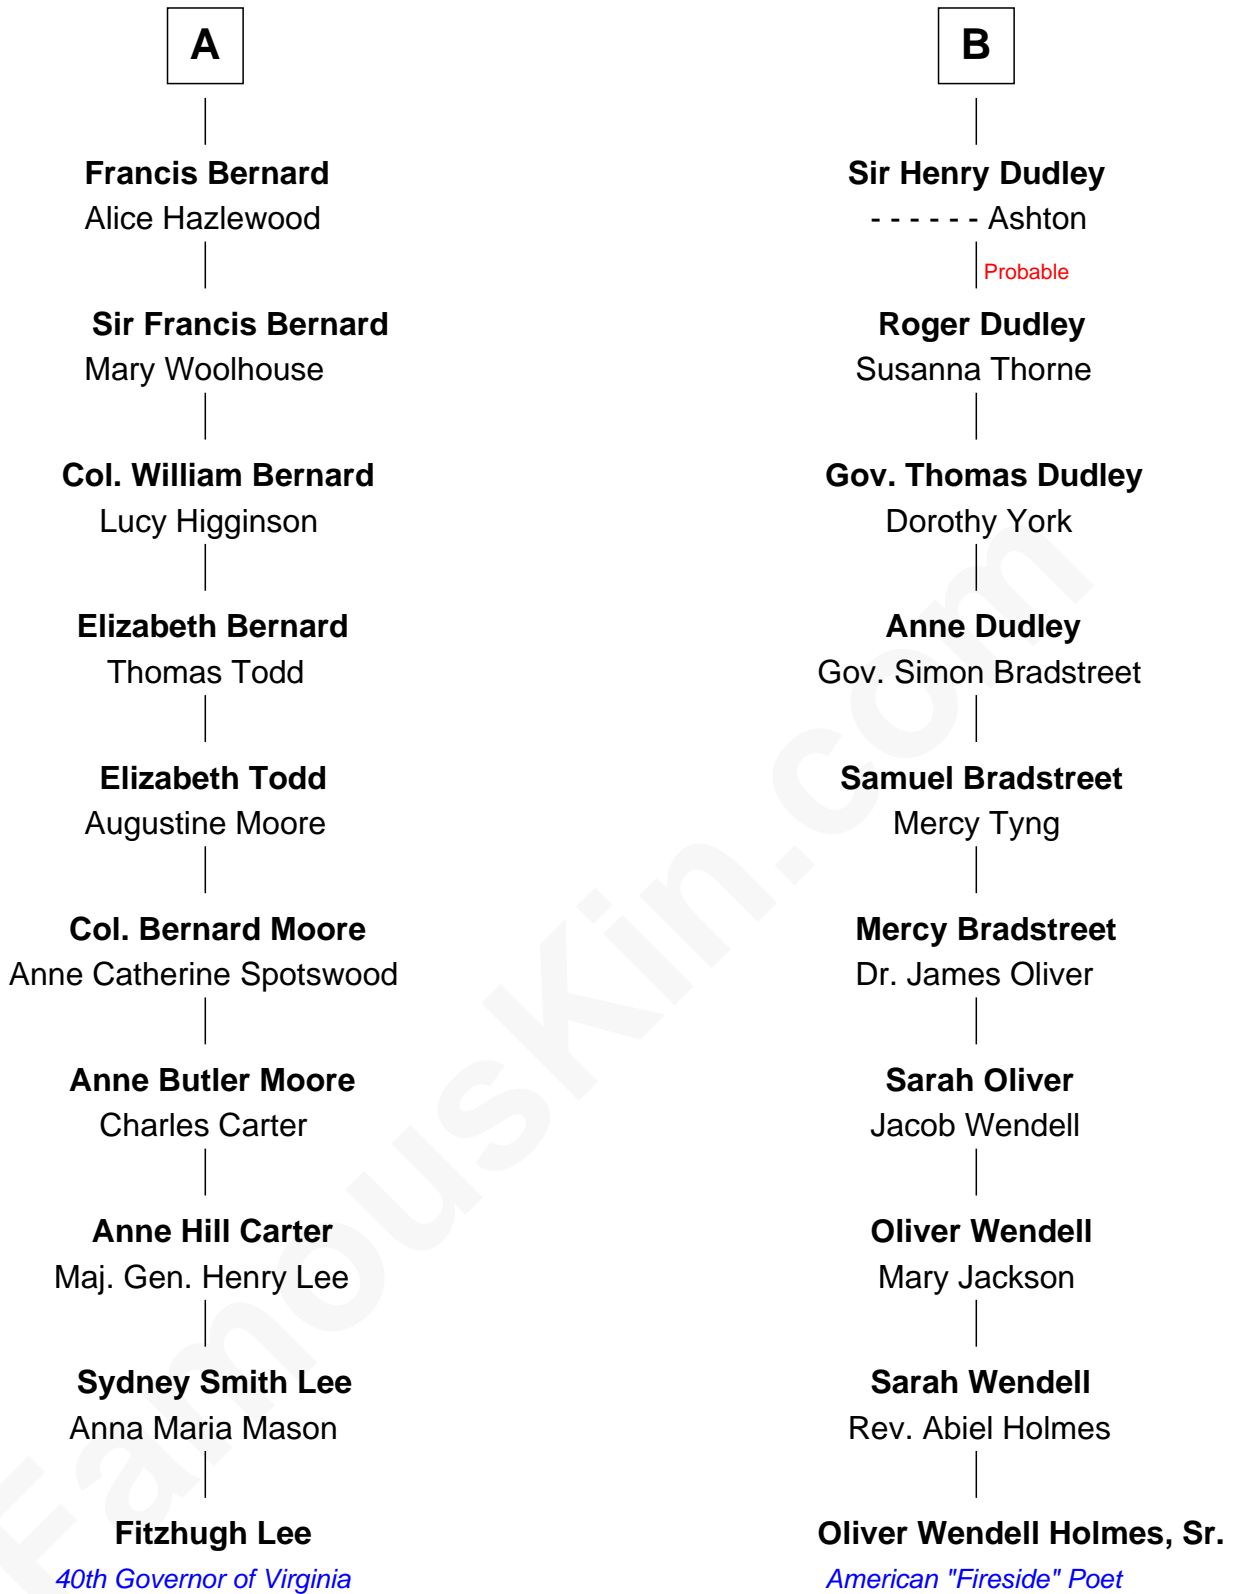 A
Francis Bernard
Alice Hazlewood
Sir Francis Bernard
Mary Woolhouse
Col. William Bernard
Lucy Higginson
Elizabeth Bernard
Thomas Todd
Elizabeth Todd
Augustine Moore
Col. Bernard Moore
Anne Catherine Spotswood
Anne Butler Moore
Charles Carter
Anne Hill Carter
Maj. Gen. Henry Lee
Sydney Smith Lee
Anna Maria Mason
Fitzhugh Lee
40th Governor of Virginia
B
Sir Henry Dudley
- - - - - - Ashton
Probable
Roger Dudley
Susanna Thorne
Gov. Thomas Dudley
Dorothy York
Anne Dudley
Gov. Simon Bradstreet
Samuel Bradstreet
Mercy Tyng
Mercy Bradstreet
Dr. James Oliver
Sarah Oliver
Jacob Wendell
Oliver Wendell
Mary Jackson
Sarah Wendell
Rev. Abiel Holmes
Oliver Wendell Holmes, Sr.
American "Fireside" Poet
FamousKin.com